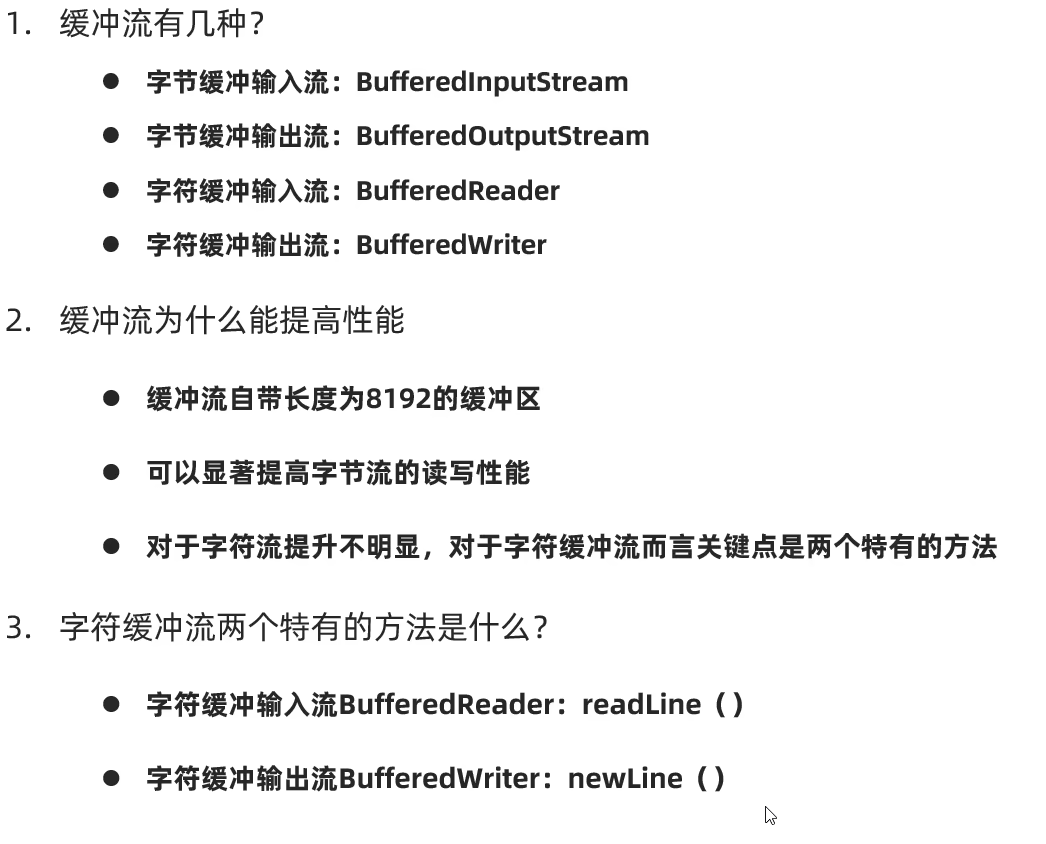 1. 缓冲流有几种？
● 字节缓冲输入流：BufferedInputStream
● 字节缓冲输出流：BufferedOutputStream
● 字符缓冲输入流：BufferedReader
● 字符缓冲输出流：BufferedWriter
2. 缓冲流为什么能提高性能
● 缓冲流自带长度为8192的缓冲区
● 可以显著提高字节流的读写性能
● 对于字符流提升不明显，对于字符缓冲流而言关键点是两个特有的方法
3. 字符缓冲流两个特有的方法是什么？
● 字符缓冲输入流BufferedReader：readLine（）
● 字符缓冲输出流BufferedWriter：newLine（）